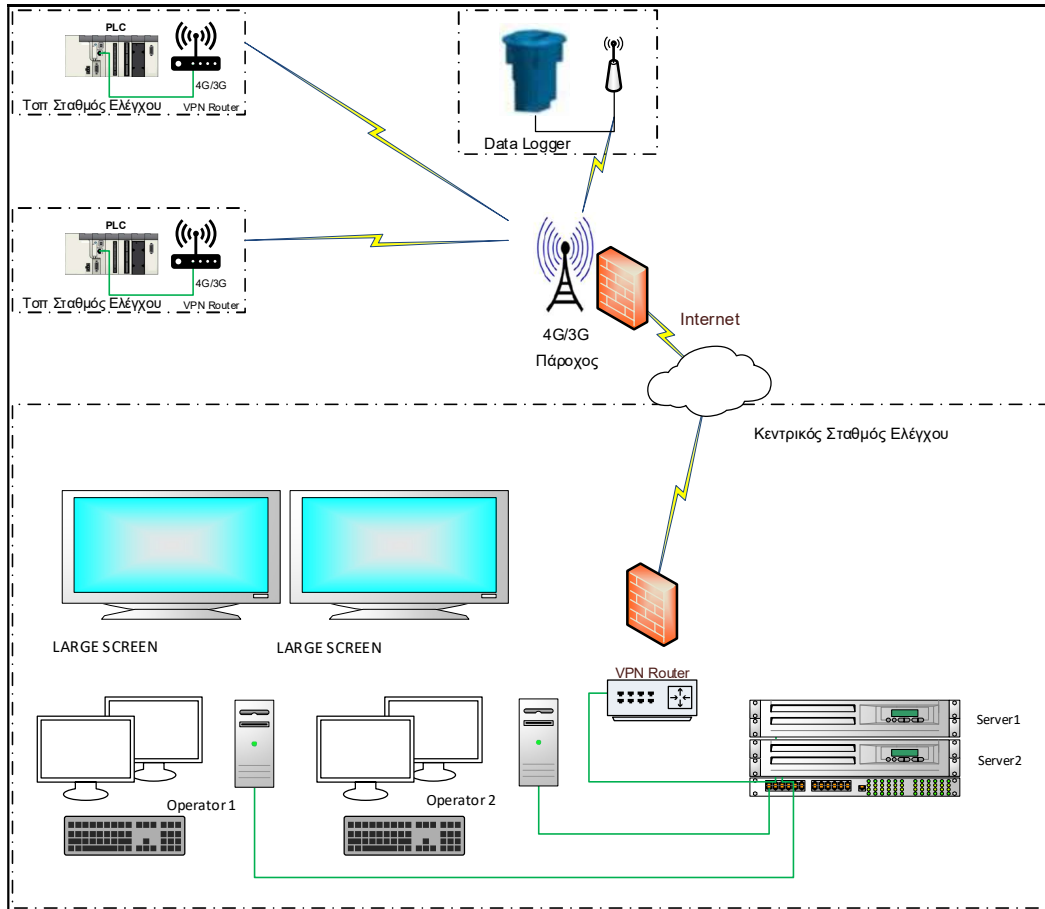 PLC
4G/3G
Τοπ Σταθμός Ελέγχου
VPN Router
Data Logger
PLC
4G/3G
Τοπ Σταθμός Ελέγχου
VPN Router
Internet
4G/3G
Πάροχος
Κεντρικός Σταθμός Ελέγχου
LARGE SCREEN
LARGE SCREEN
VPN Router
Server1
Server2
Operator 1
Operator 2